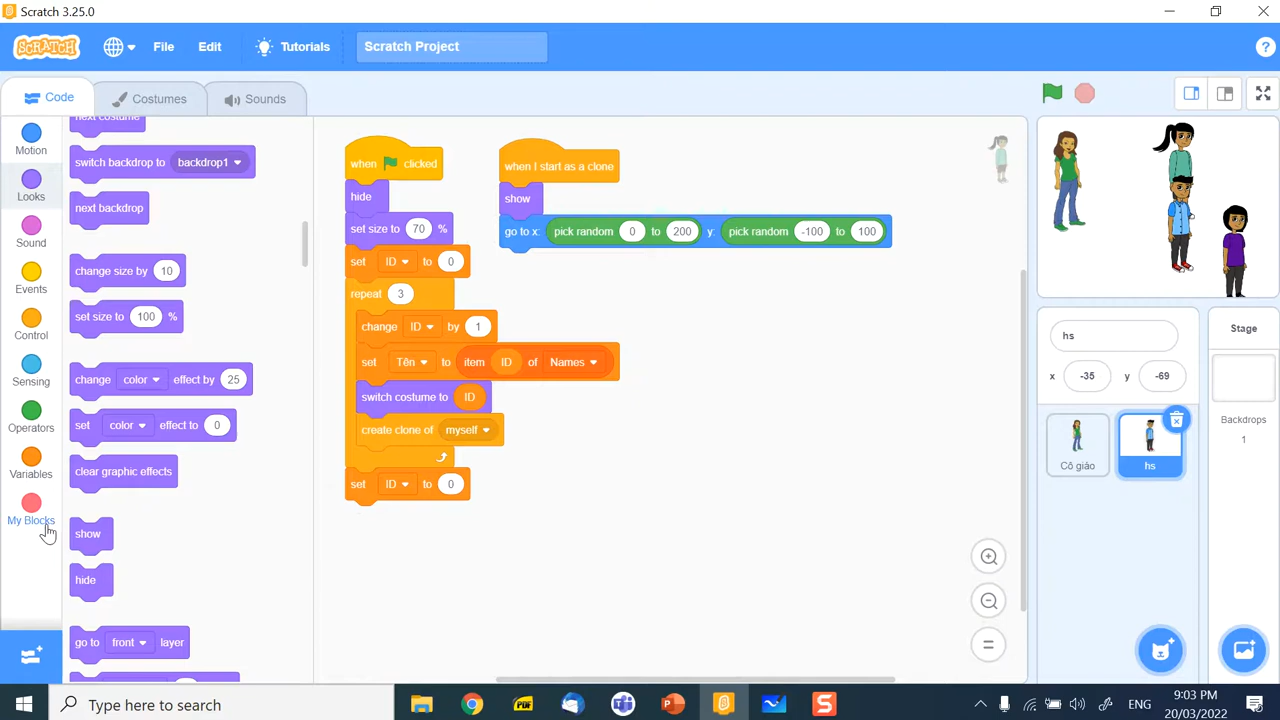 Scratch 3.25.0
SCRATCH File Edit Tutorials Scratch Project ?
Code Costumes Sounds
Motion
Looks
Sound
Events
Control
Sensing
Operators
Variables
My Blocks
next costume
switch backdrop to backdrop1
next backdrop
change size by 10
set size to 100 %
change color effect by 25
set color effect to 0
clear graphic effects
show
hide
go to front layer
when clicked
hide
set size to 70 %
set ID to 0
repeat 3
change ID by 1
set Tên to item ID of Names
switch costume to ID
create clone of myself
set ID to 0
when I start as a clone
show
go to x: pick random 0 to 200 y: pick random -100 to 100
hs
x -35 y -69
Cô giáo
hs
Stage
Backdrops
1
Type here to search
PDF
ENG
9:03 PM
20/03/2022